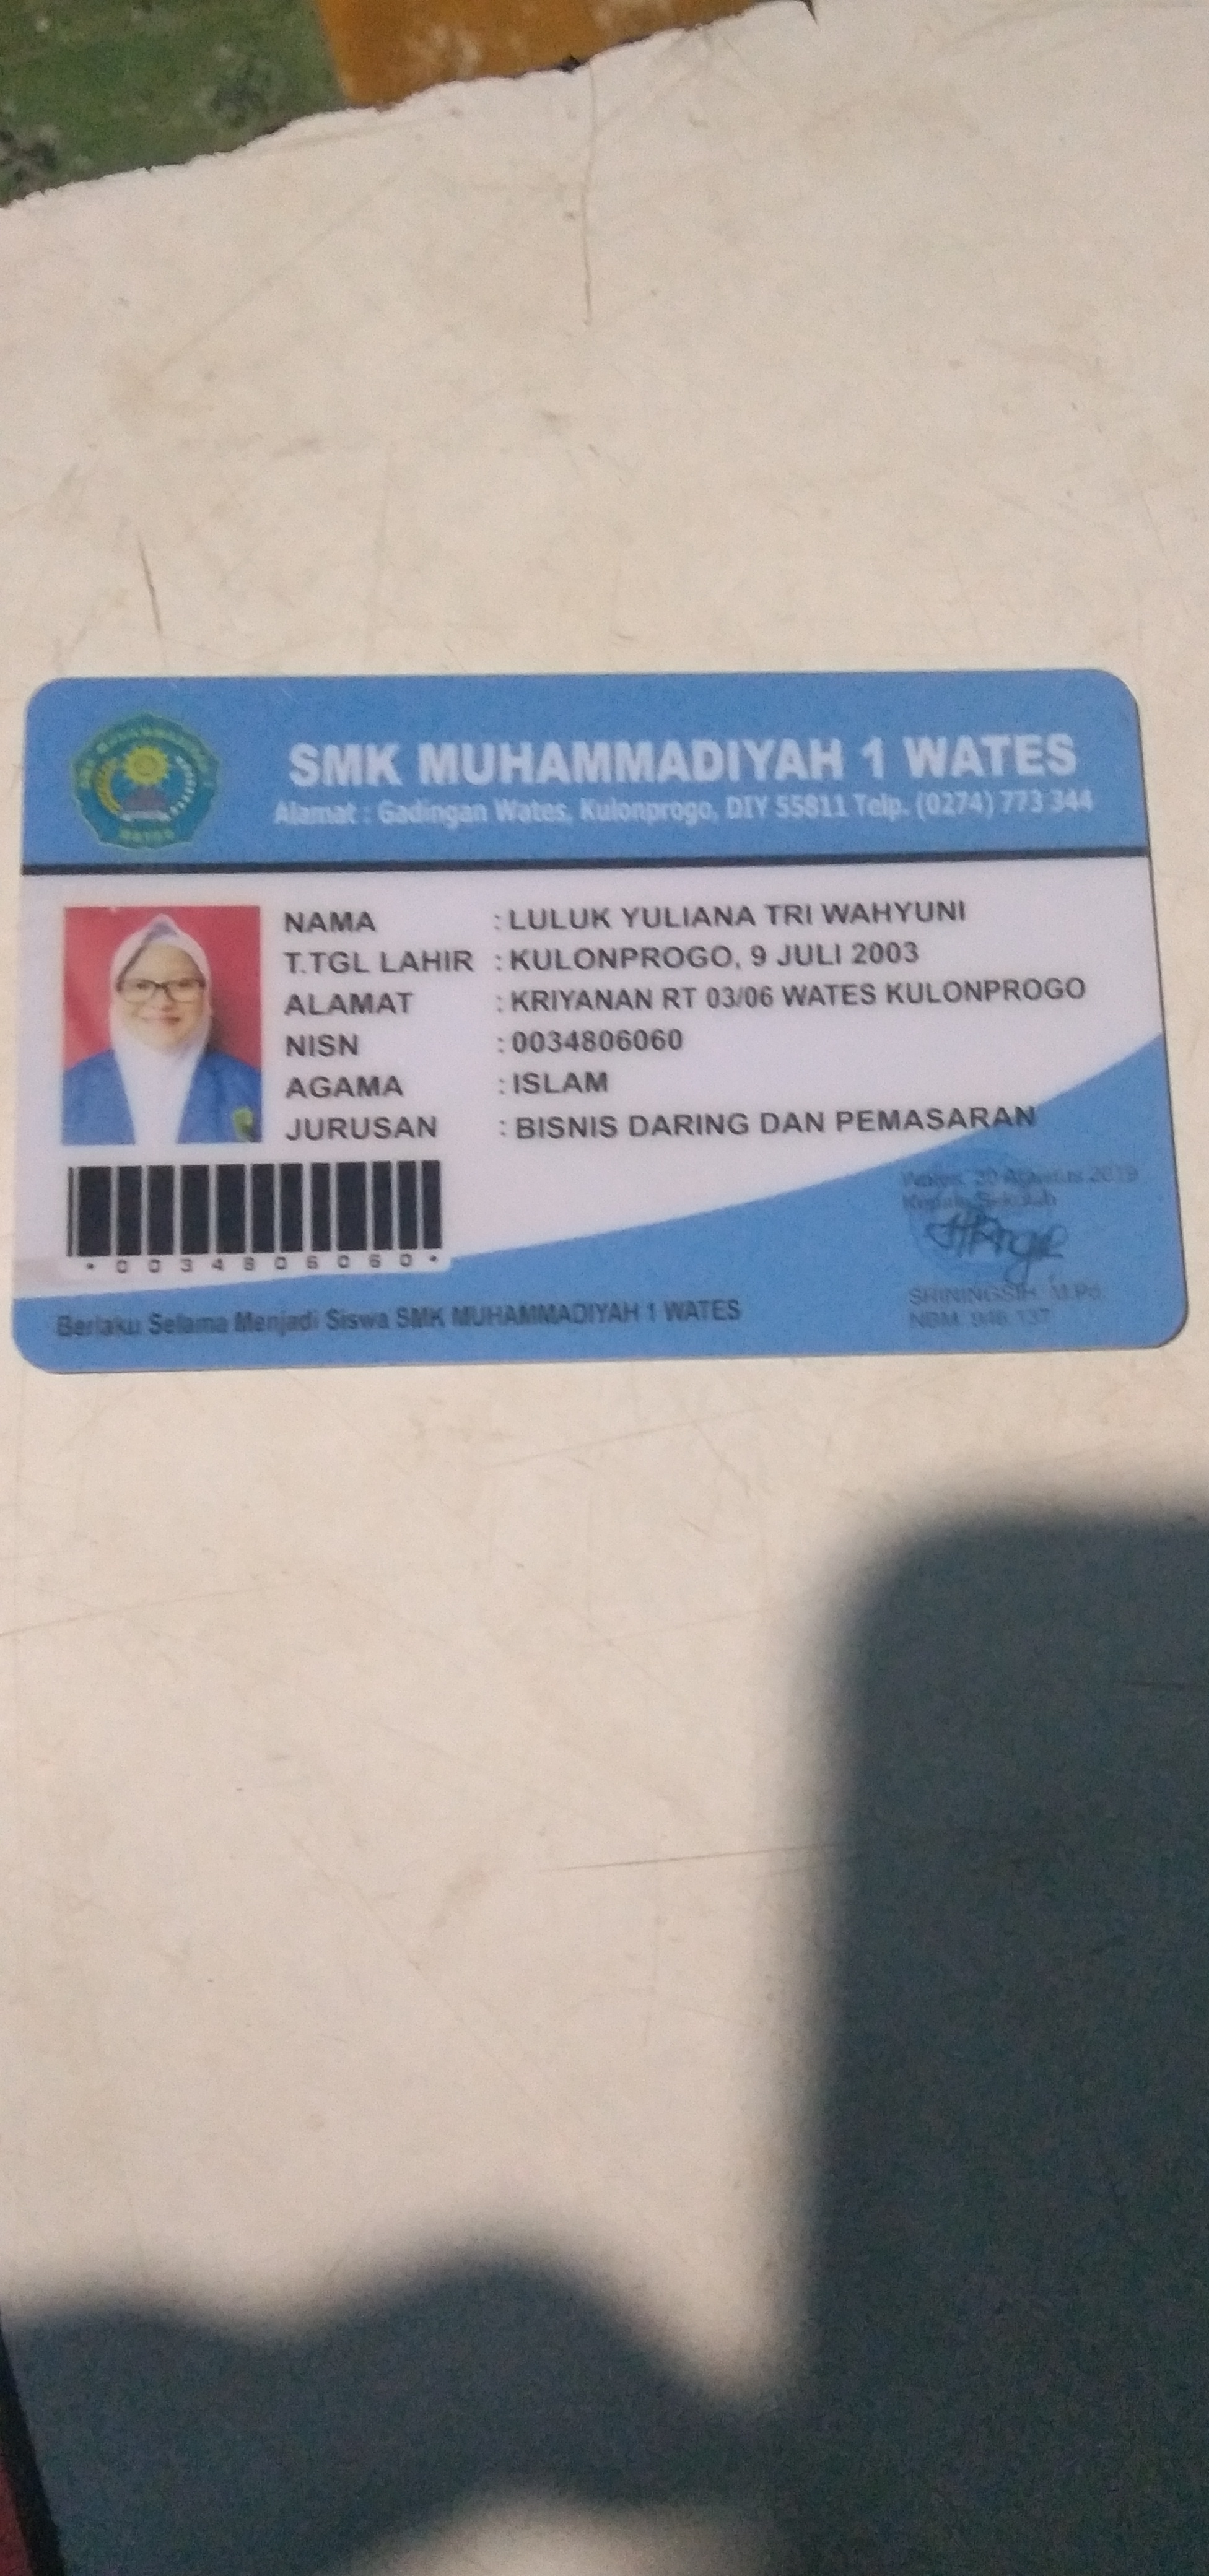 SMK MUHAMMADIYAH 1 WATES
Alamat : Gadingan Wates, Kulonprogo, DIY 55811 Telp. (0274) 773 344
NAMA : LULUK YULIANA TRI WAHYUNI
T.TGL LAHIR : KULONPROGO, 9 JULI 2003
ALAMAT : KRIYANAN RT 03/06 WATES KULONPROGO
NISN : 0034806060
AGAMA : ISLAM
JURUSAN : BISNIS DARING DAN PEMASARAN
Wates, 30 Agustus 2019
Kepala Sekolah
*0034806060*
Berlaku Selama Menjadi Siswa SMK MUHAMMADIYAH 1 WATES
NBM. 946.137